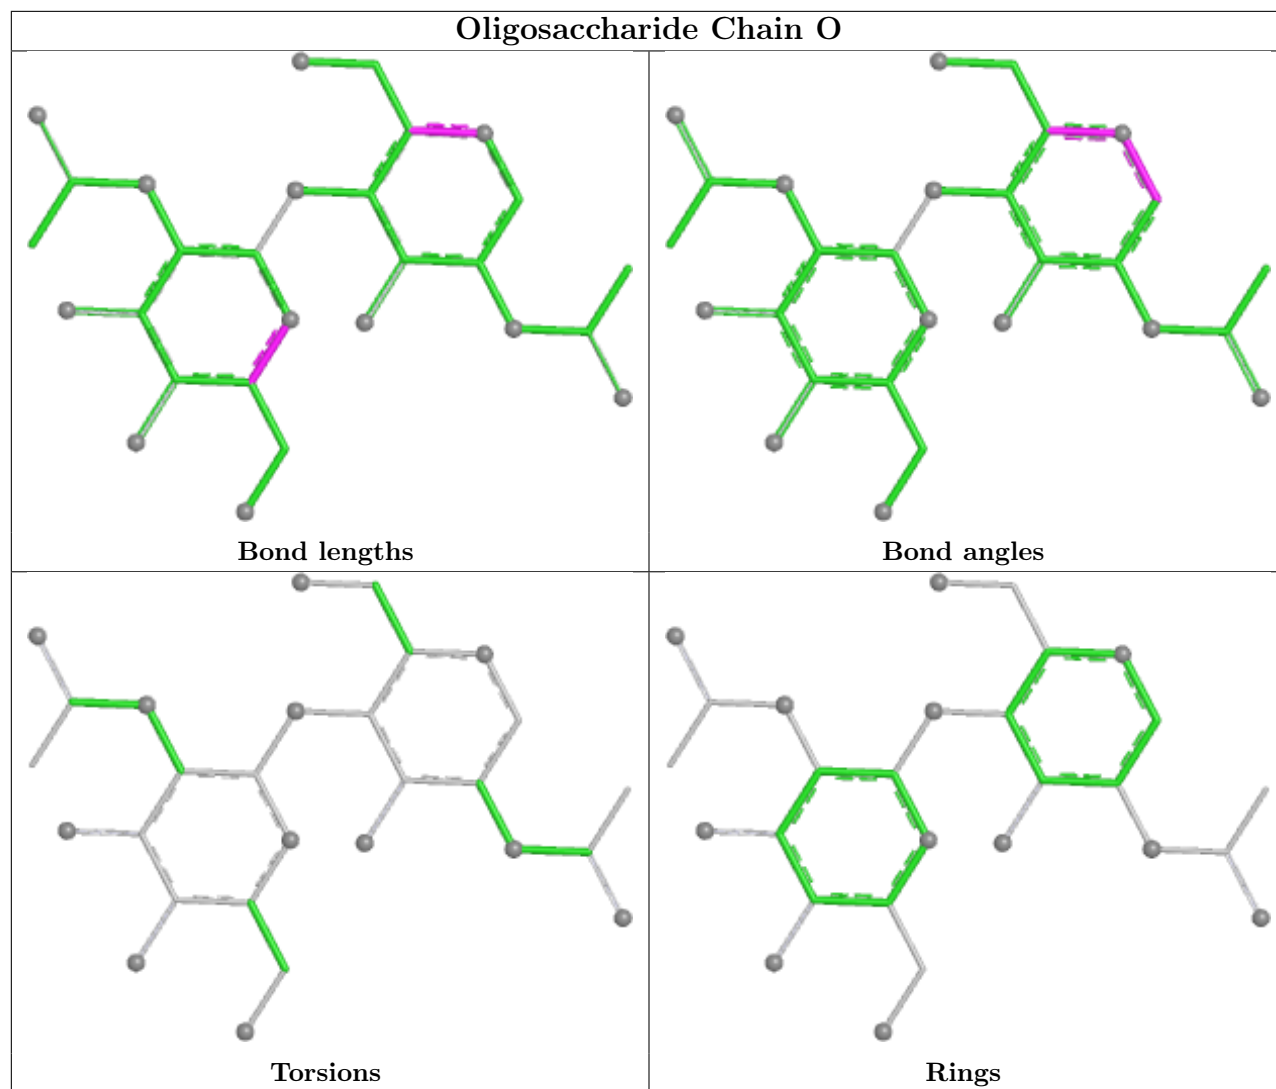 Oligosaccharide Chain O
Bond lengths
Bond angles
Torsions
Rings